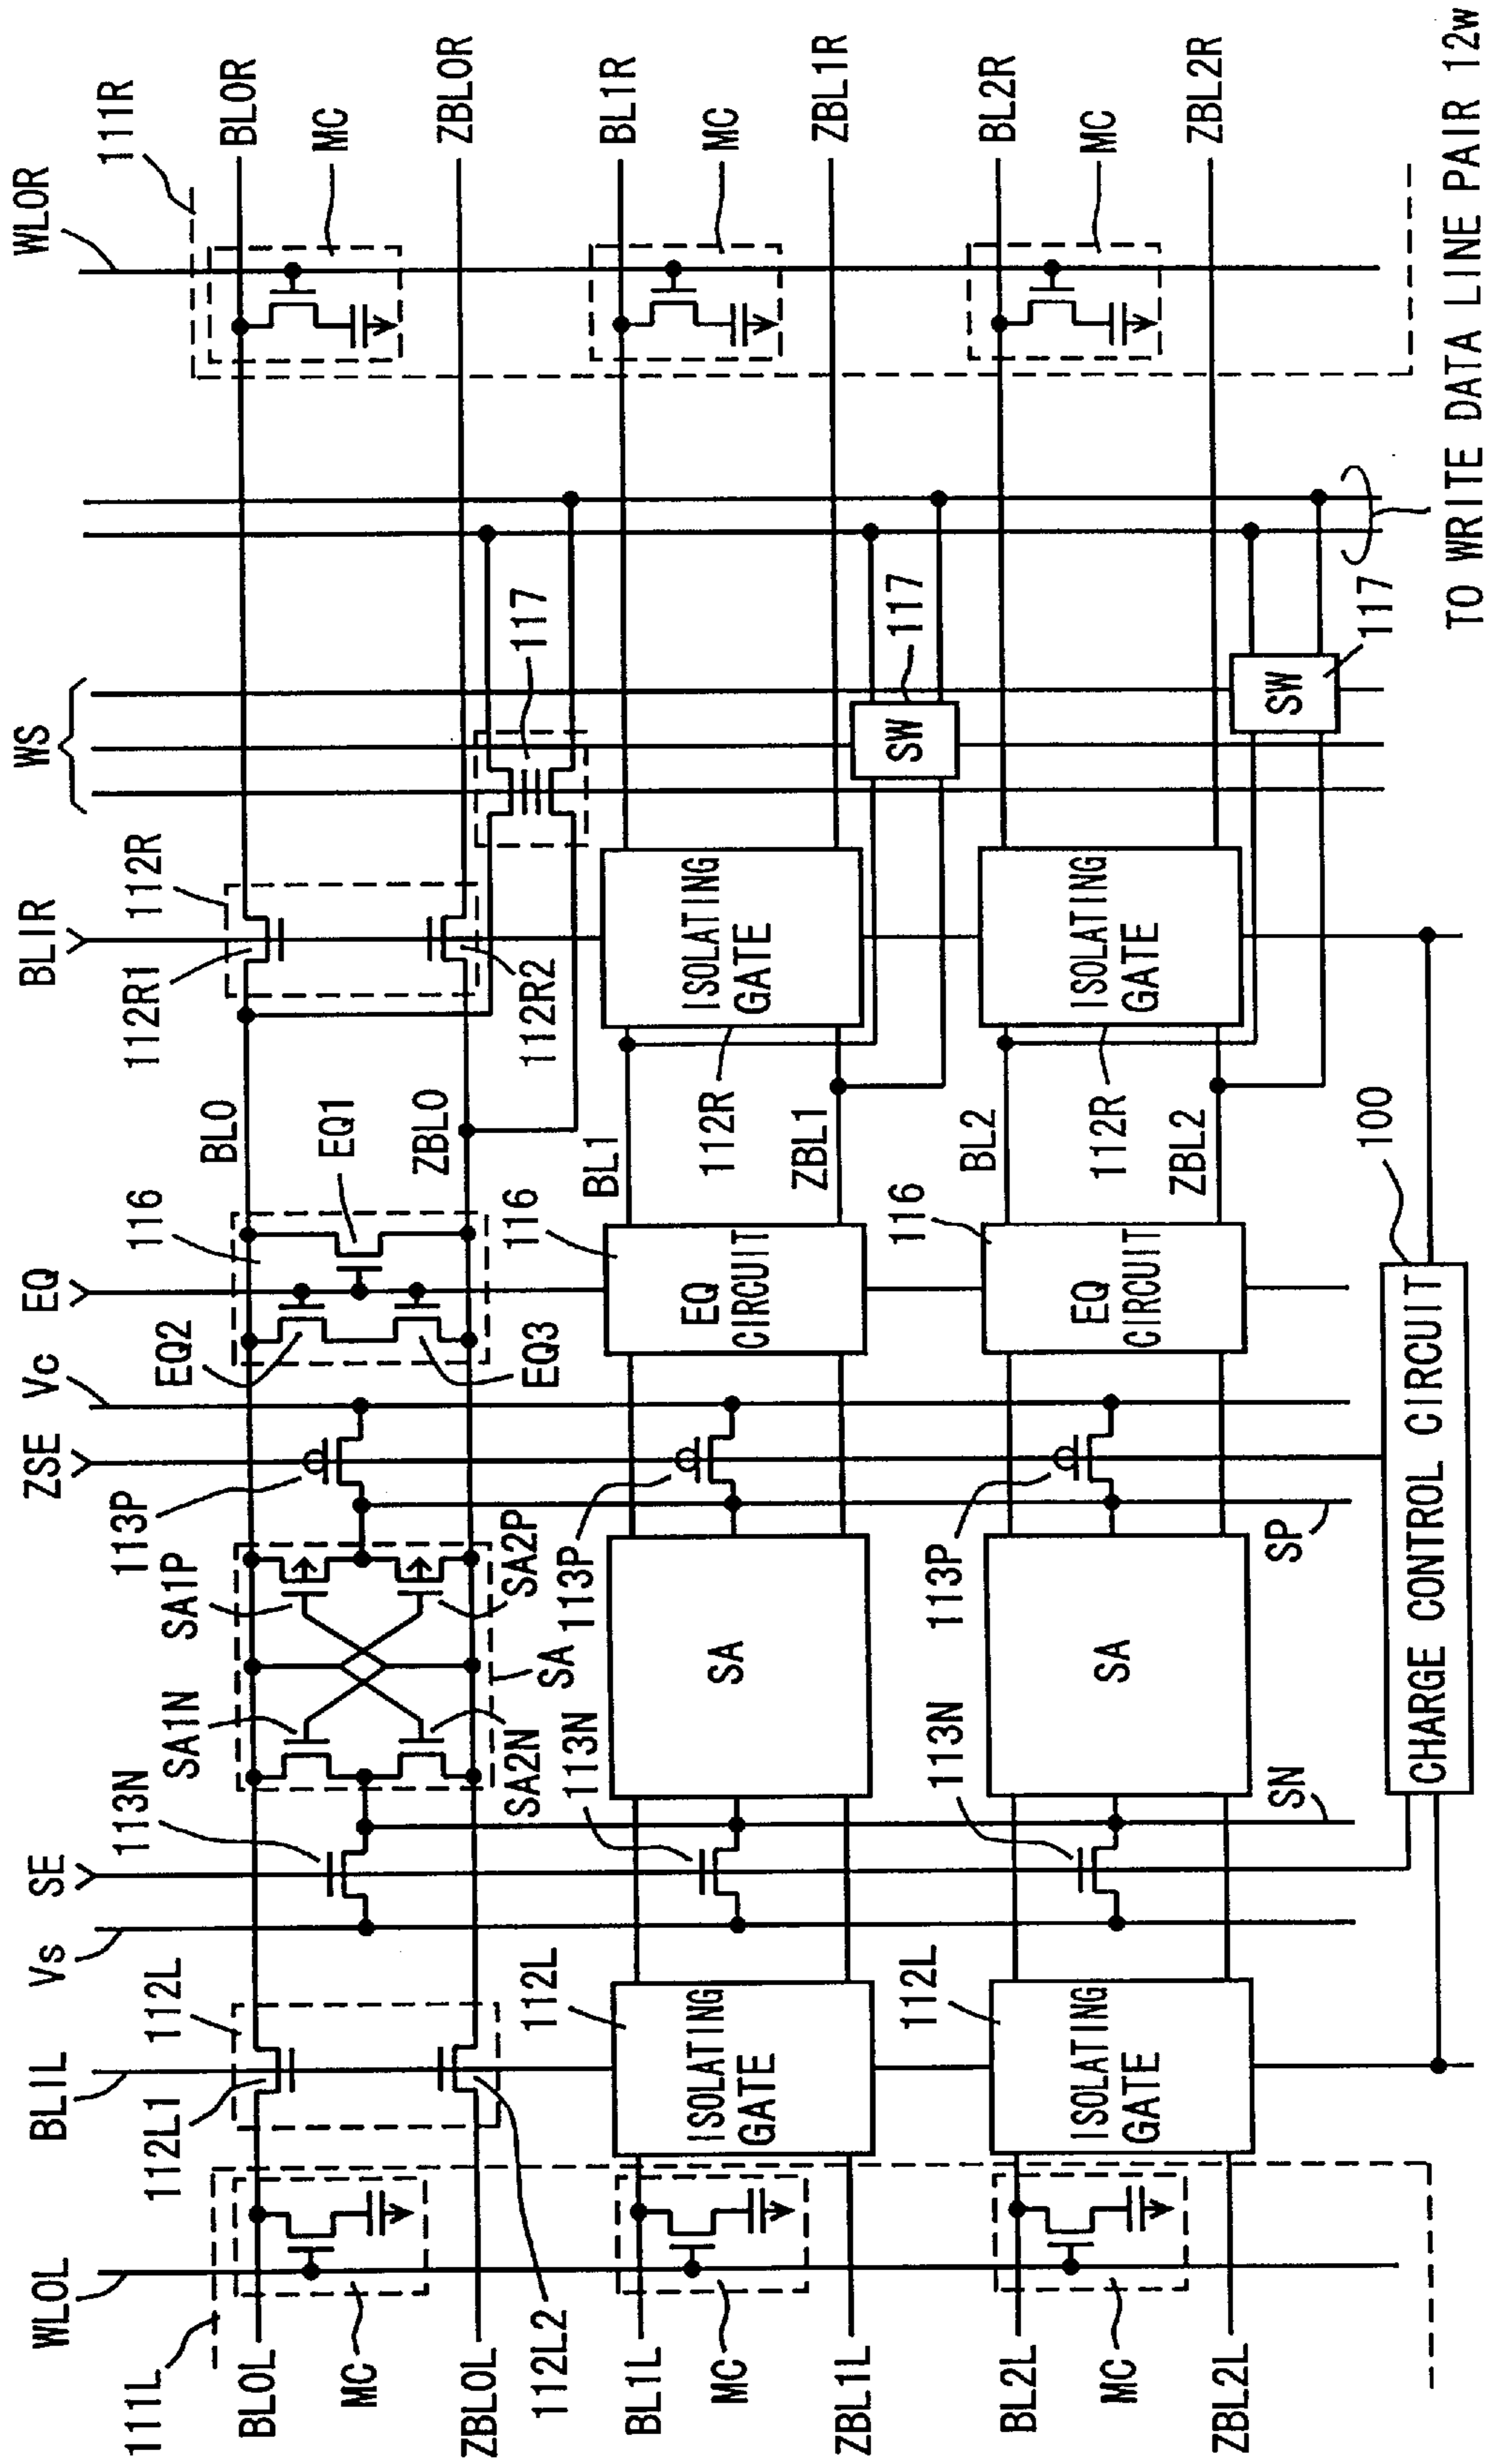 WL0L
BLIL
Vs
SE
ZSE
Vc
EQ
BLIR
WS
WL0R
111L
112L1
112L
113N
SA1N
SA1P
113P
EQ2
116
112R1
112R
111R
BL0L
BL0
BL0R
MC
EQ1
MC
ZBL0L
ZBL0
ZBL0R
112L2
SA2N
SA
SA2P
EQ3
112R2
117
112L
113N
113P
116
BL1L
BL1
BL1R
MC
ISOLATING
GATE
SA
EQ
CIRCUIT
ISOLATING
GATE
MC
112R
ZBL1L
ZBL1
ZBL1R
SW
117
112L
113N
113P
116
BL2L
BL2
BL2R
MC
ISOLATING
GATE
SA
EQ
CIRCUIT
ISOLATING
GATE
MC
112R
ZBL2L
ZBL2
ZBL2R
SW
117
SN
SP
100
CHARGE CONTROL CIRCUIT
TO WRITE DATA LINE PAIR 12w